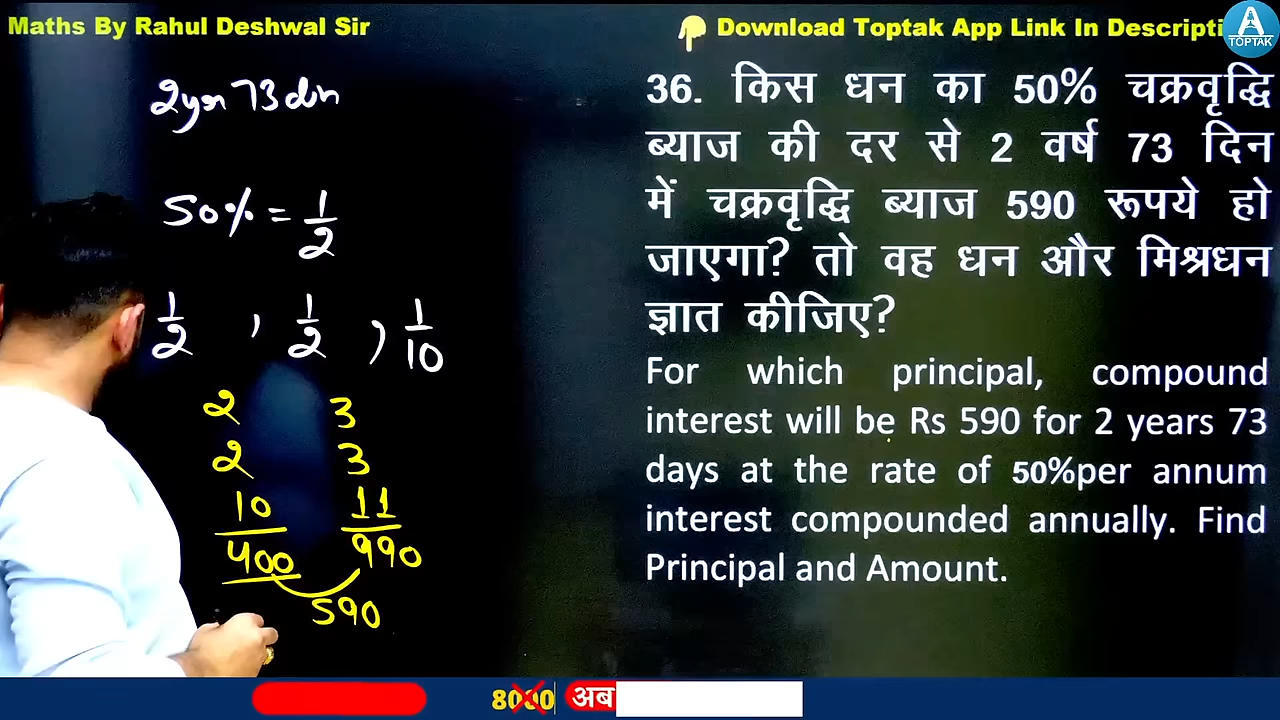 Maths By Rahul Deshwal Sir
Download Toptak App Link In Descripti
A
TOPTAK
2yr 73 din
50% = 1/2
1/2 , 1/2 , 1/10
2 3
2 3
10 11
400 990
590
36. किस धन का 50% चक्रवृद्धि
ब्याज की दर से 2 वर्ष 73 दिन
में चक्रवृद्धि ब्याज 590 रूपये हो
जाएगा? तो वह धन और मिश्रधन
ज्ञात कीजिए?
For which principal, compound
interest will be Rs 590 for 2 years 73
days at the rate of 50%per annum
interest compounded annually. Find
Principal and Amount.
8000 अब